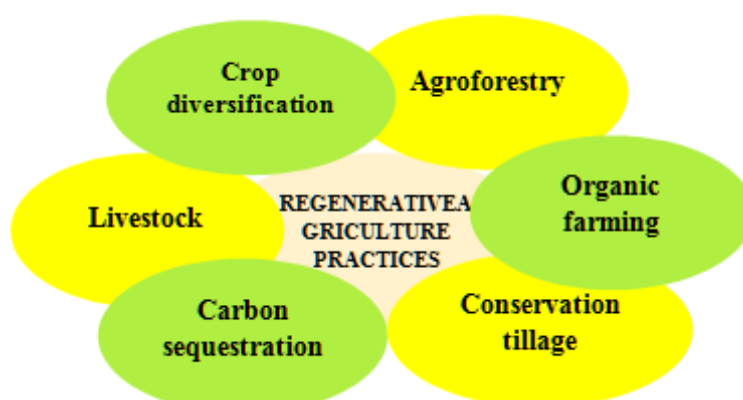 Crop
diversification
Agroforestry
Livestock
REGENERATIVEA
GRICULTURE
PRACTICES
Organic
farming
Carbon
sequestration
Conservation
tillage